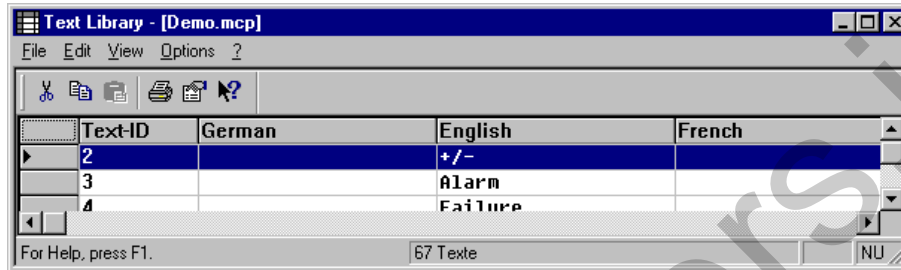 Text Library - [Demo.mcp]
File Edit View Options ?
Text-ID German English French
2 +/-
3 Alarm
4 Failure
For Help, press F1. 67 Texte NU